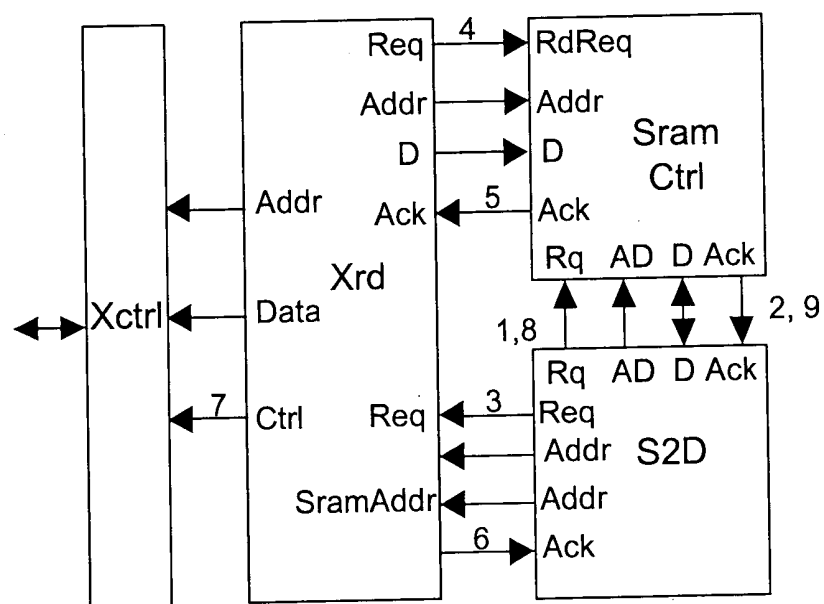 Req 4 RdReq
Addr Addr
Sram
D D
Ctrl
Addr Ack 5 Ack
Rq AD D Ack
Xrd
Xctrl Data 1,8 2, 9
Rq AD D Ack
7 Ctrl Req 3 Req
Addr S2D
SramAddr Addr
6 Ack